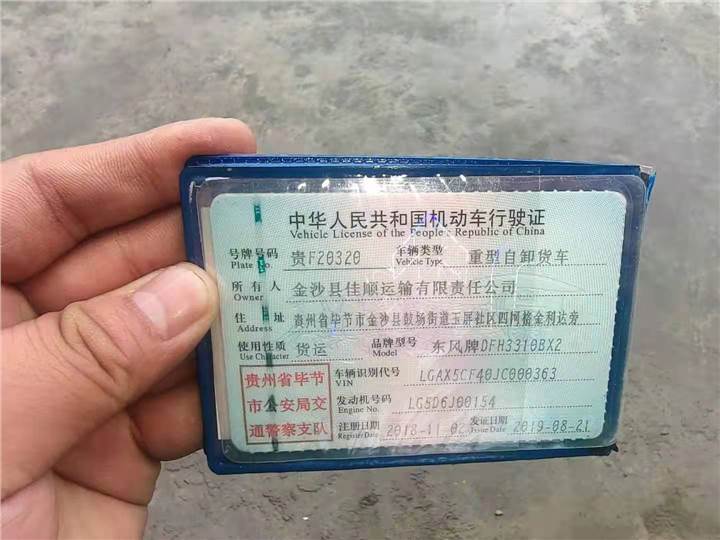 中华人民共和国机动车行驶证
Vehicle License of the People's Republic of China
号牌号码 贵F20320 车辆类型 重型自卸货车
Plate No. Vehicle Type
所有人 金沙县佳顺运输有限责任公司
Owner
住址 贵州省毕节市金沙县鼓场街道玉屏社区四网格金利达旁
Address
使用性质 货运 品牌型号 东风牌DFH3310BX2
Use Character Model
贵州省毕节
市公安局交
通警察支队
车辆识别代号 LGAX5CF40JC000363
VIN
发动机号码 LG5D6J00154
Engine No.
注册日期 2018-11-02 发证日期 2019-08-21
Register Date Issue Date